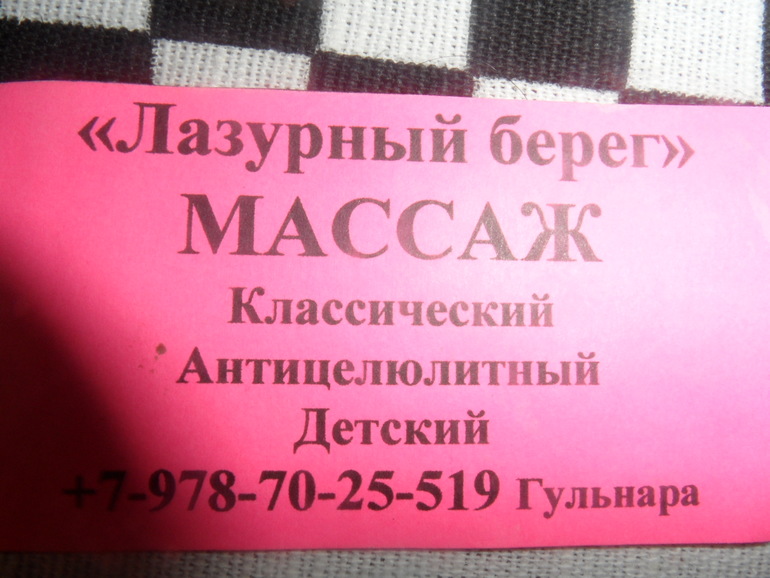 «Лазурный берег»
МАССАЖ
Классический
Антицелюлитный
Детский
+7-978-70-25-519 Гульнара